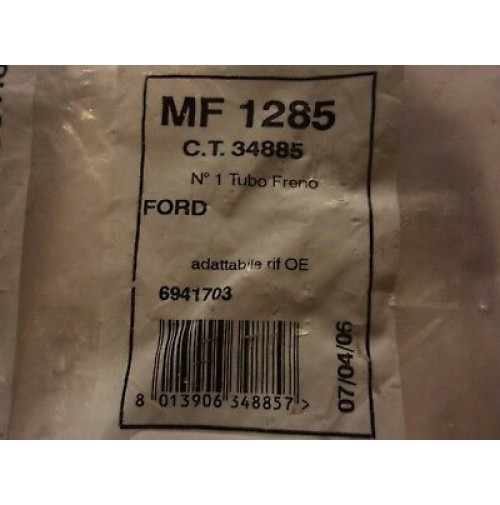 MF 1285
C.T. 34885
N° 1 Tubo Freno
FORD
adattabile rif OE
6941703
8 013906 348857 >
07/04/06